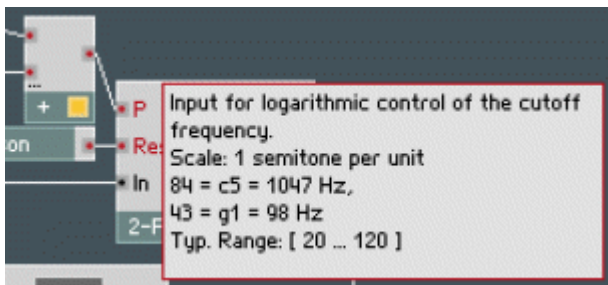 ...
+
P
on
Res
In
2-F
Input for logarithmic control of the cutoff
frequency.
Scale: 1 semitone per unit
84 = c5 = 1047 Hz,
43 = g1 = 98 Hz
Typ. Range: [ 20 ... 120 ]